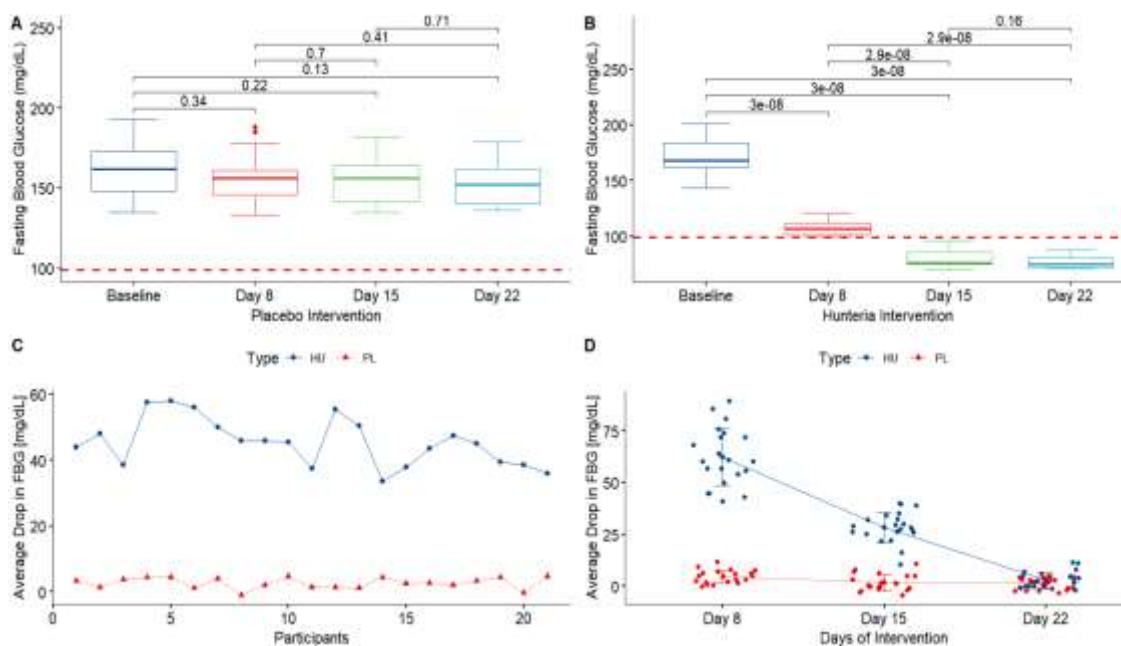 A
Fasting Blood Glucose (mg/dL)
250
200
150
100
0.71
0.41
0.7
0.13
0.22
0.34
Baseline Day 8 Day 15 Day 22
Placebo Intervention
B
Fasting Blood Glucose (mg/dL)
250
200
150
100
0.16
2.9e-08
2.9e-08
3e-08
3e-08
3e-08
Baseline Day 8 Day 15 Day 22
Hunteria Intervention
C
Type HU PL
Average Drop in FBG [mg/dL]
60
40
20
0
0 5 10 15 20
Participants
D
Type HU PL
Average Drop in FBG [mg/dL]
75
50
25
0
Day 8 Day 15 Day 22
Days of Intervention